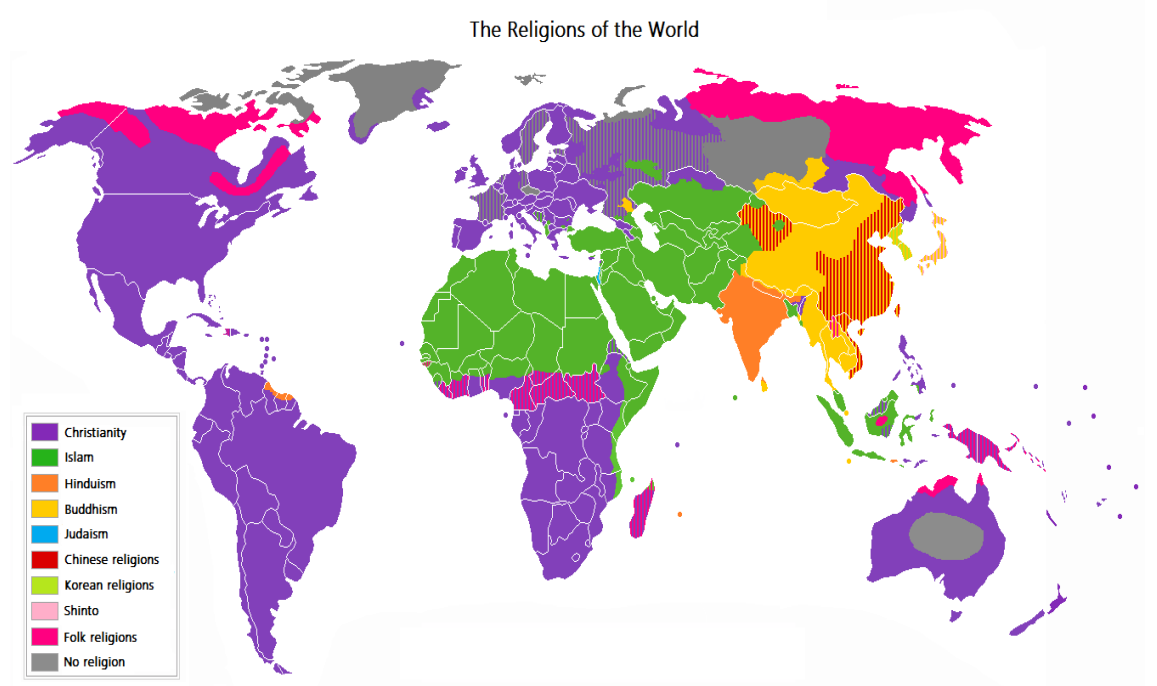 The Religions of the World
Christianity
Islam
Hinduism
Buddhism
Judaism
Chinese religions
Korean religions
Shinto
Folk religions
No religion